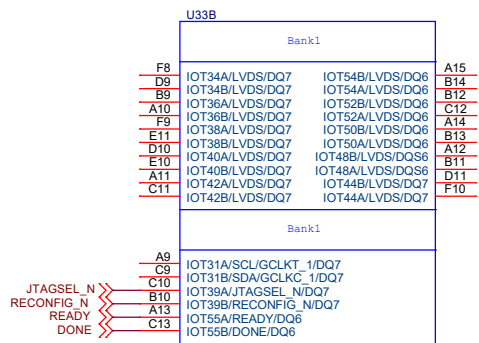 U33B
Bank1
F8 IOT34A/LVDS/DQ7 IOT54B/LVDS/DQ6 A15
D9 IOT34B/LVDS/DQ7 IOT54A/LVDS/DQ6 B14
B9 IOT36A/LVDS/DQ7 IOT52B/LVDS/DQ6 B12
A10 IOT36B/LVDS/DQ7 IOT52A/LVDS/DQ6 C12
F9 IOT38A/LVDS/DQ7 IOT50B/LVDS/DQ6 A14
E11 IOT38B/LVDS/DQ7 IOT50A/LVDS/DQ6 B13
D10 IOT40A/LVDS/DQ7 IOT48B/LVDS/DQS6 A12
E10 IOT40B/LVDS/DQ7 IOT48A/LVDS/DQS6 B11
A11 IOT42A/LVDS/DQ7 IOT44B/LVDS/DQ7 D11
C11 IOT42B/LVDS/DQ7 IOT44A/LVDS/DQ7 F10
Bank1
A9 IOT31A/SCL/GCLKT_1/DQ7
C9 IOT31B/SDA/GCLKC_1/DQ7
JTAGSEL_N C10 IOT39A/JTAGSEL_N/DQ7
RECONFIG_N B10 IOT39B/RECONFIG_N/DQ7
READY A13 IOT55A/READY/DQ6
DONE C13 IOT55B/DONE/DQ6